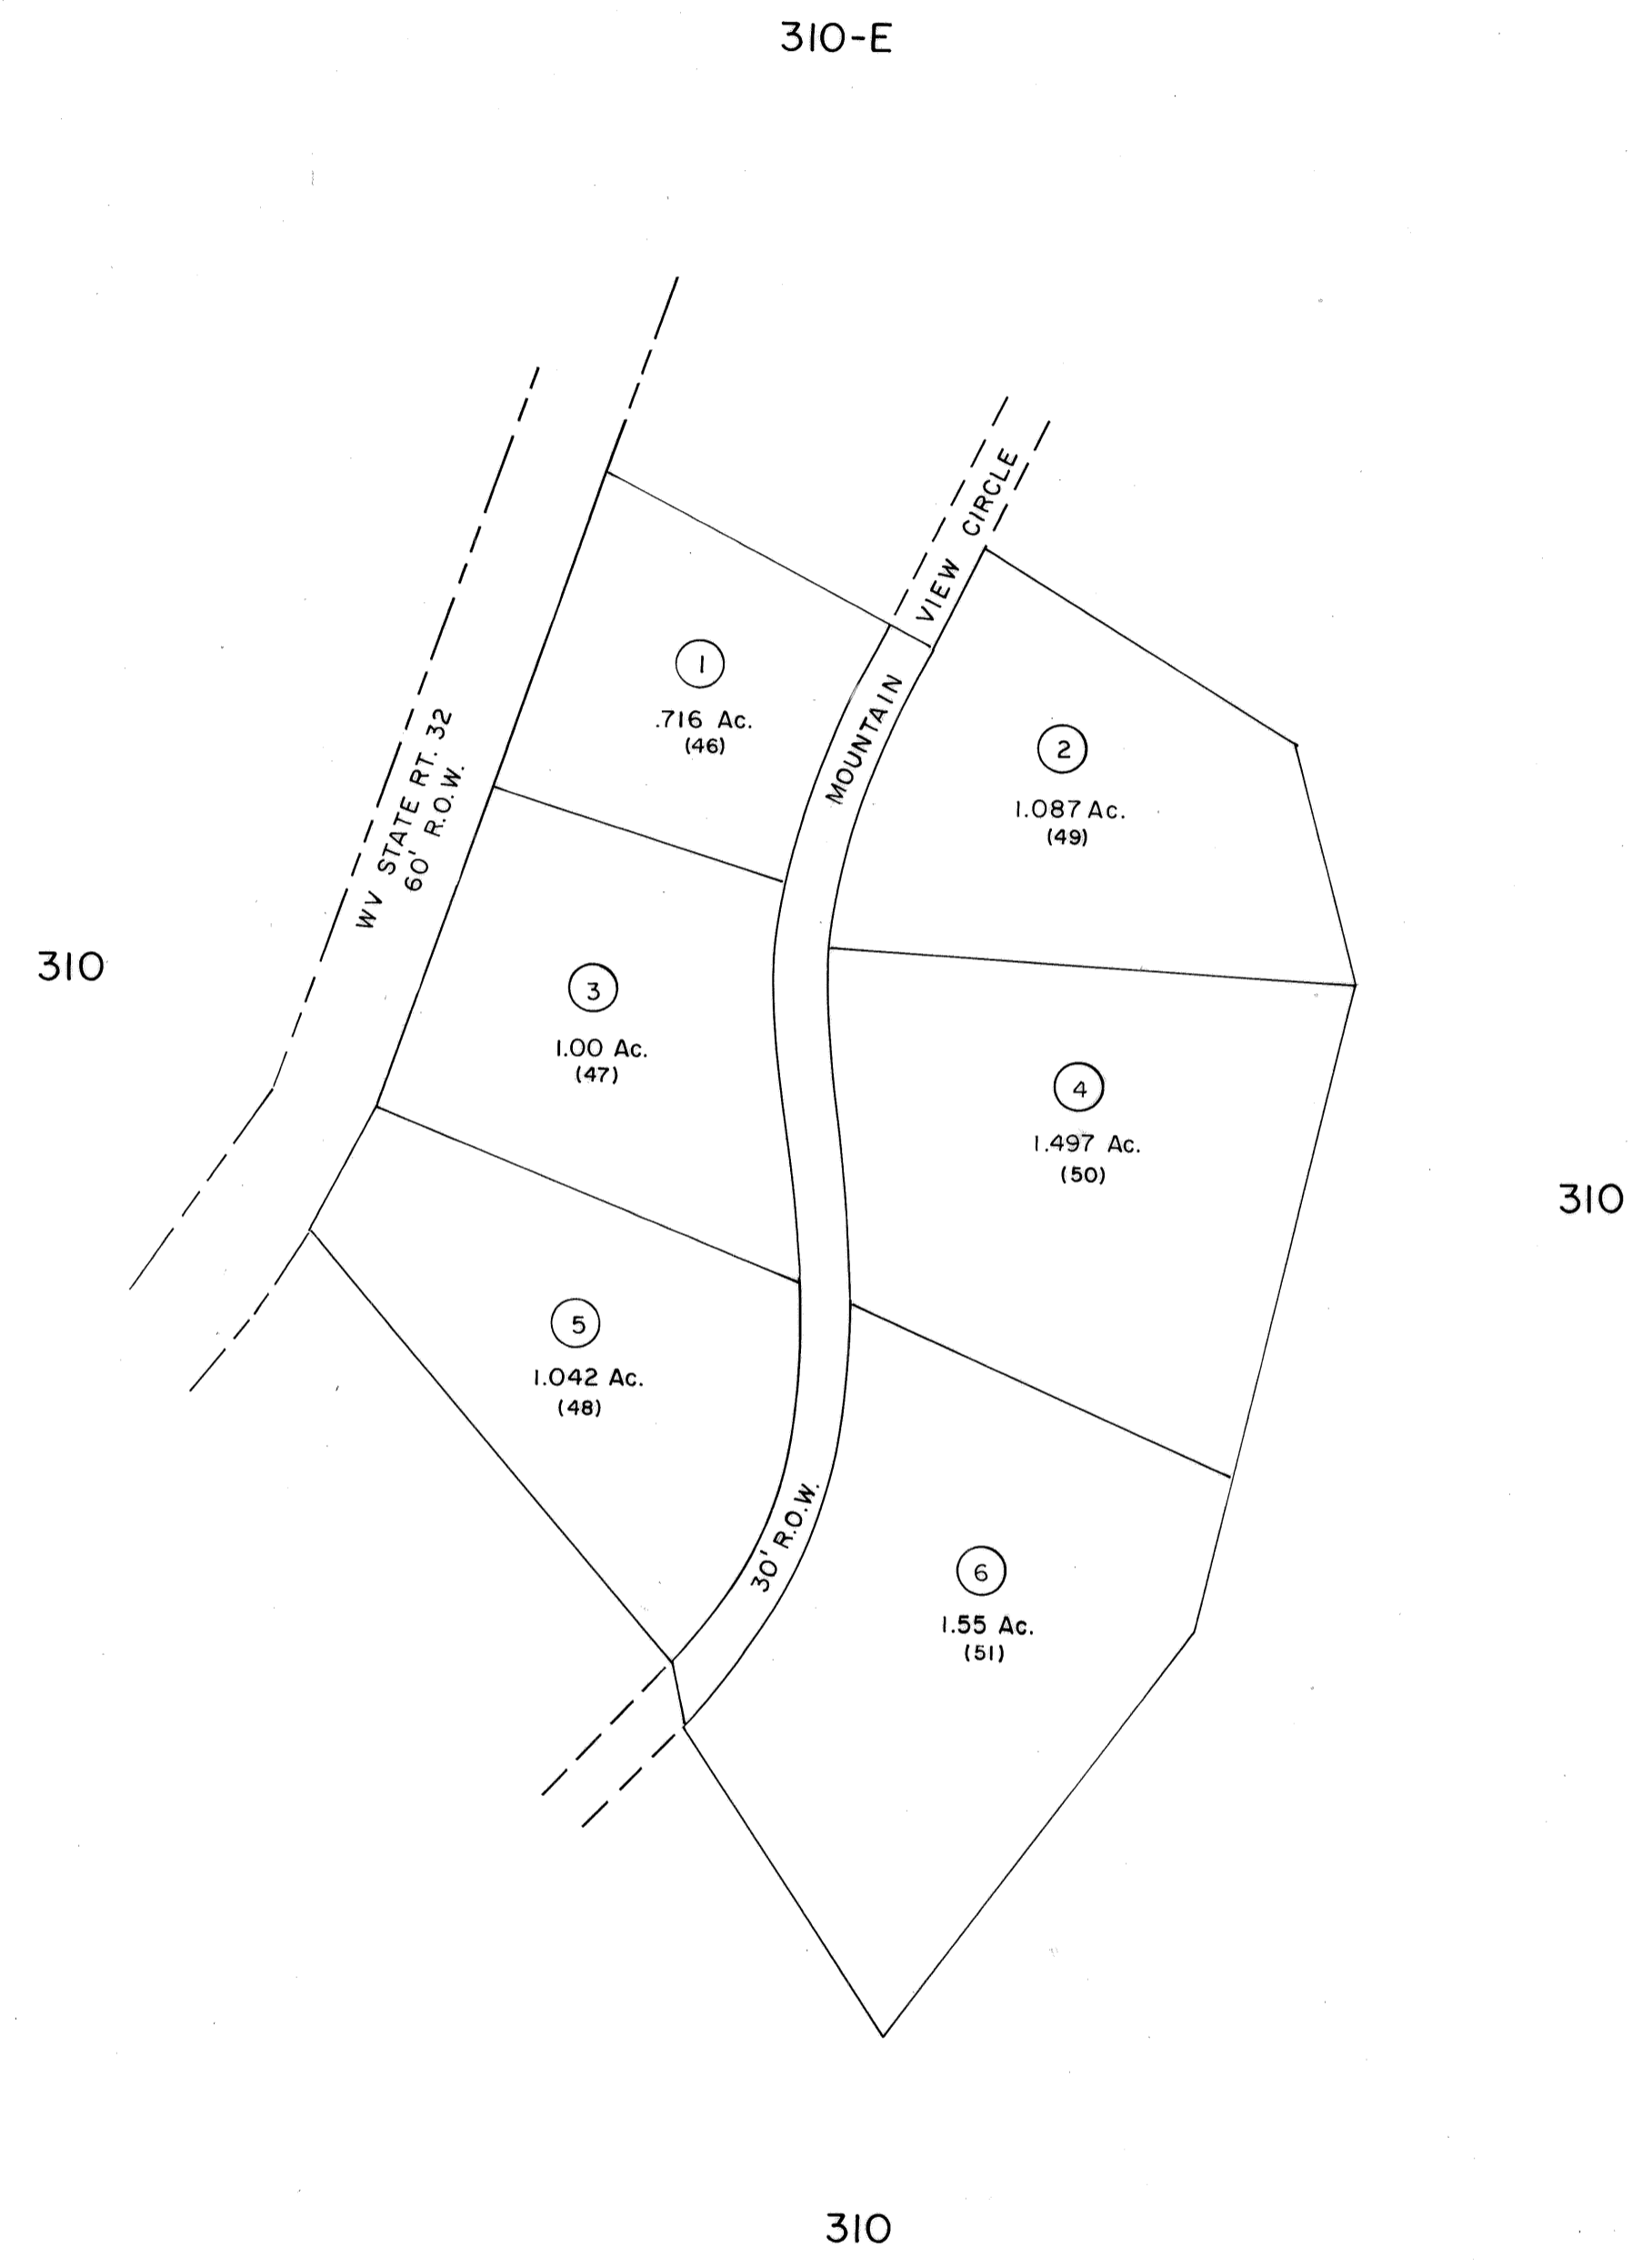 310-E
MOUNTAIN VIEW CIRCLE
1
.716 Ac.
(46)
2
1.087 Ac.
(49)
WV STATE RT. 32
60' R.O.W.
310
3
1.00 Ac.
(47)
4
1.497 Ac.
(50)
310
5
1.042 Ac.
(48)
30' R.O.W.
6
1.55 Ac.
(51)
310